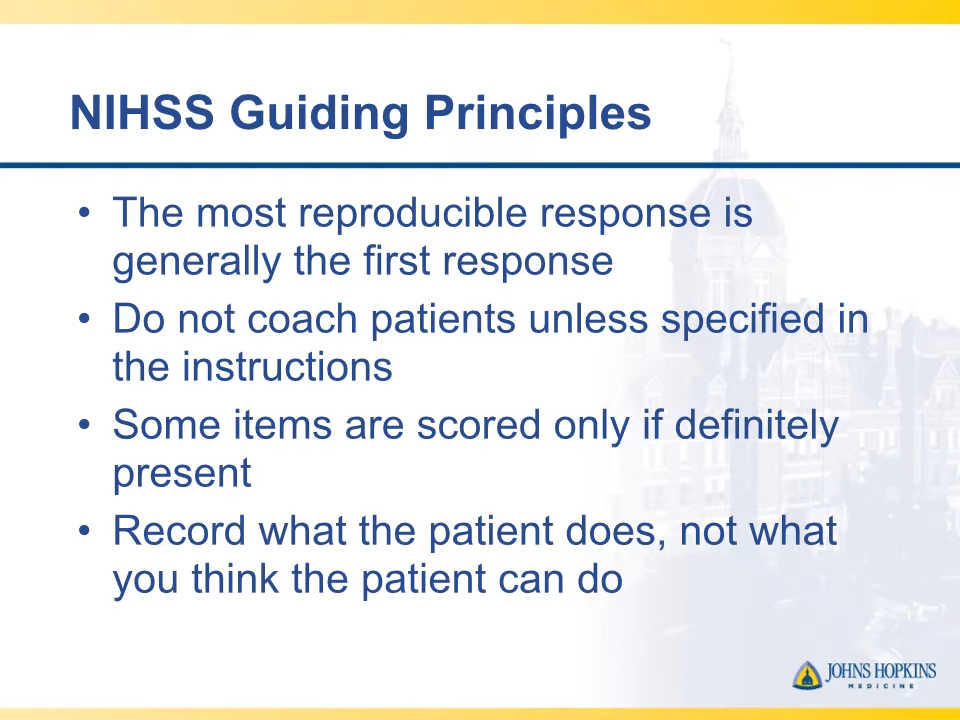 NIHSS Guiding Principles
• The most reproducible response is
generally the first response
• Do not coach patients unless specified in
the instructions
• Some items are scored only if definitely
present
• Record what the patient does, not what
you think the patient can do
JOHNS HOPKINS
MEDICINE